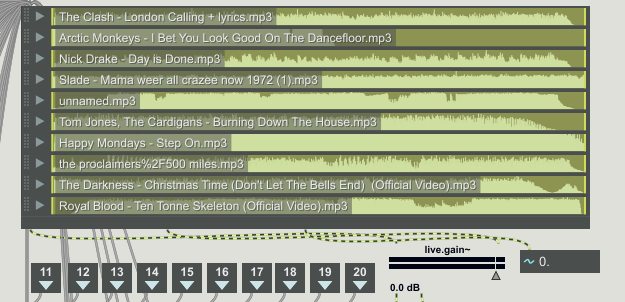 The Clash - London Calling + lyrics.mp3
Arctic Monkeys - I Bet You Look Good On The Dancefloor.mp3
Nick Drake - Day is Done.mp3
Slade - Mama weer all crazee now 1972 (1).mp3
unnamed.mp3
Tom Jones, The Cardigans - Burning Down The House.mp3
Happy Mondays - Step On.mp3
the proclaimers%2F500 miles.mp3
The Darkness - Christmas Time (Don't Let The Bells End) (Official Video).mp3
Royal Blood - Ten Tonne Skeleton (Official Video).mp3
live.gain~
~ 0.
11 12 13 14 15 16 17 18 19 20
0.0 dB